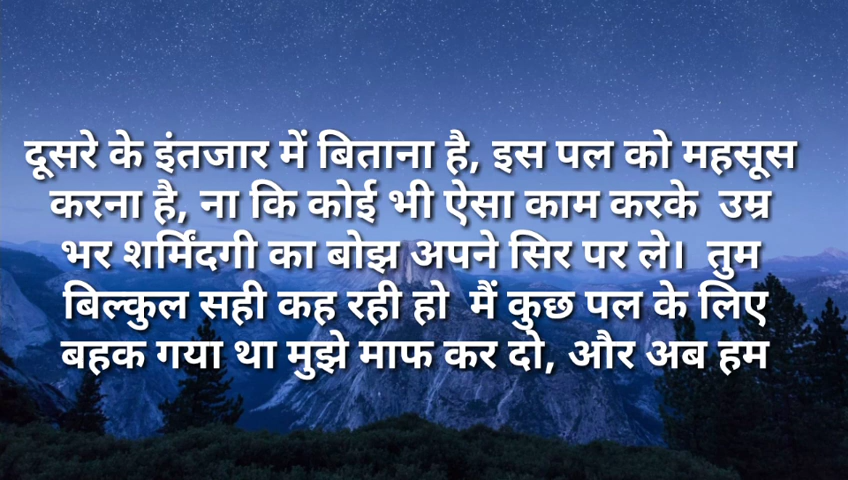 दूसरे के इंतजार में बिताना है, इस पल को महसूस
करना है, ना कि कोई भी ऐसा काम करके उम्र
भर शर्मिंदगी का बोझ अपने सिर पर ले। तुम
बिल्कुल सही कह रही हो मैं कुछ पल के लिए
बहक गया था मुझे माफ कर दो, और अब हम